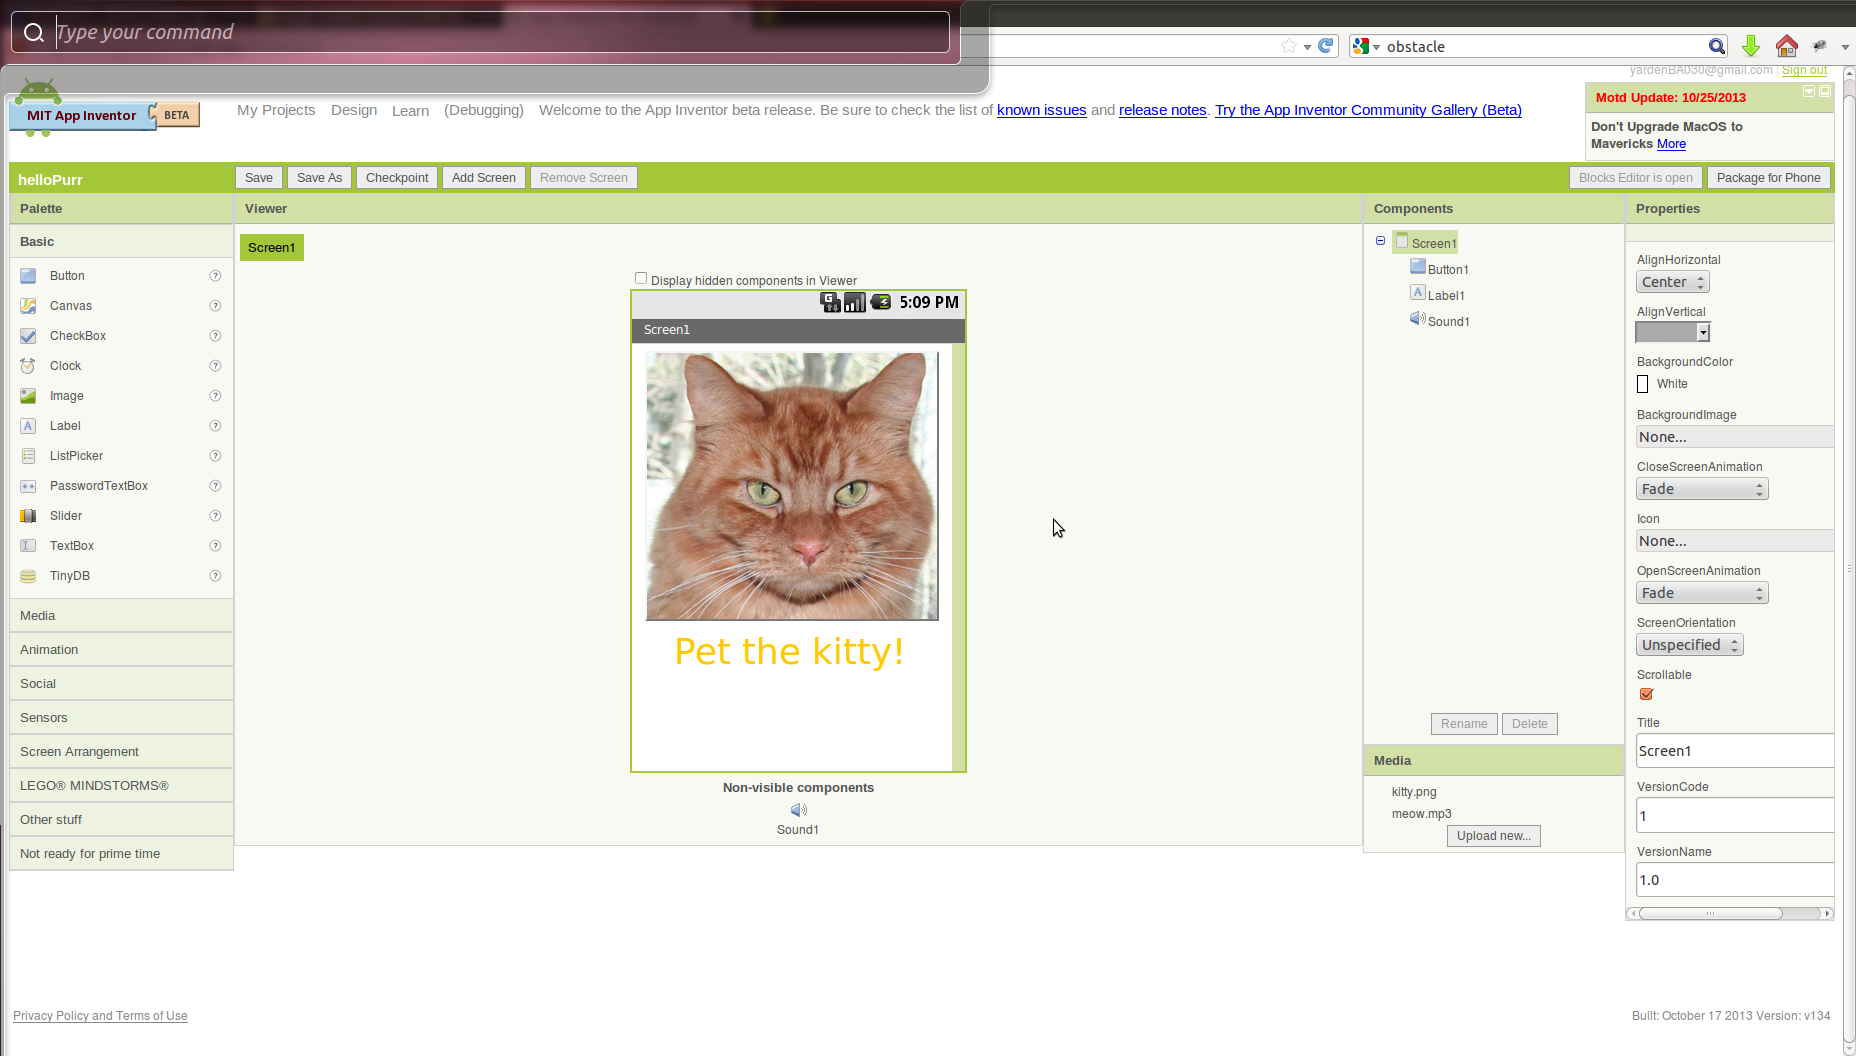 Type your command
obstacle
yardenBA030@gmail.com | Sign out
MIT App Inventor BETA
My Projects Design Learn (Debugging) Welcome to the App Inventor beta release. Be sure to check the list of known issues and release notes. Try the App Inventor Community Gallery (Beta)
Motd Update: 10/25/2013
Don't Upgrade MacOS to
Mavericks More
helloPurr
Save Save As Checkpoint Add Screen Remove Screen
Blocks Editor is open Package for Phone
Palette
Basic
Button ?
Canvas ?
CheckBox ?
Clock ?
Image ?
Label ?
ListPicker ?
PasswordTextBox ?
Slider ?
TextBox ?
TinyDB ?
Media
Animation
Social
Sensors
Screen Arrangement
LEGO® MINDSTORMS®
Other stuff
Not ready for prime time
Viewer
Screen1
Display hidden components in Viewer
G 5:09 PM
Screen1
Pet the kitty!
Non-visible components
Sound1
Components
Screen1
Button1
A Label1
Sound1
Rename Delete
Media
kitty.png
meow.mp3
Upload new...
Properties
AlignHorizontal
Center
AlignVertical
BackgroundColor
White
BackgroundImage
None...
CloseScreenAnimation
Fade
Icon
None...
OpenScreenAnimation
Fade
ScreenOrientation
Unspecified
Scrollable
Title
Screen1
VersionCode
1
VersionName
1.0
Privacy Policy and Terms of Use
Built: October 17 2013 Version: v134